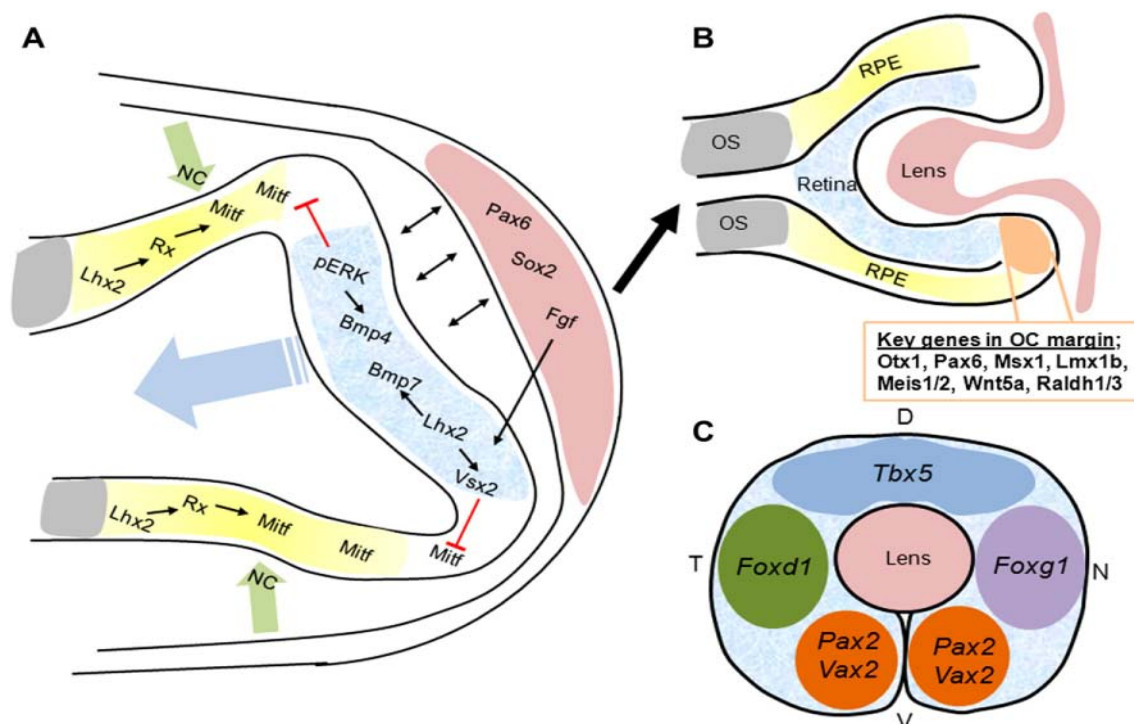 A
NC
Mitf
Mitf
Rx
Lhx2
pERK
Bmp4
Bmp7
Lhx2
Vsx2
Pax6
Sox2
Fgf
Rx
Lhx2
Mitf
Mitf
Mitf
NC
B
RPE
OS
Retina
Lens
OS
RPE
Key genes in OC margin;
Otx1, Pax6, Msx1, Lmx1b,
Meis1/2, Wnt5a, Raldh1/3
C
D
Tbx5
T
Foxd1
Lens
Foxg1
N
Pax2
Vax2
Pax2
Vax2
V